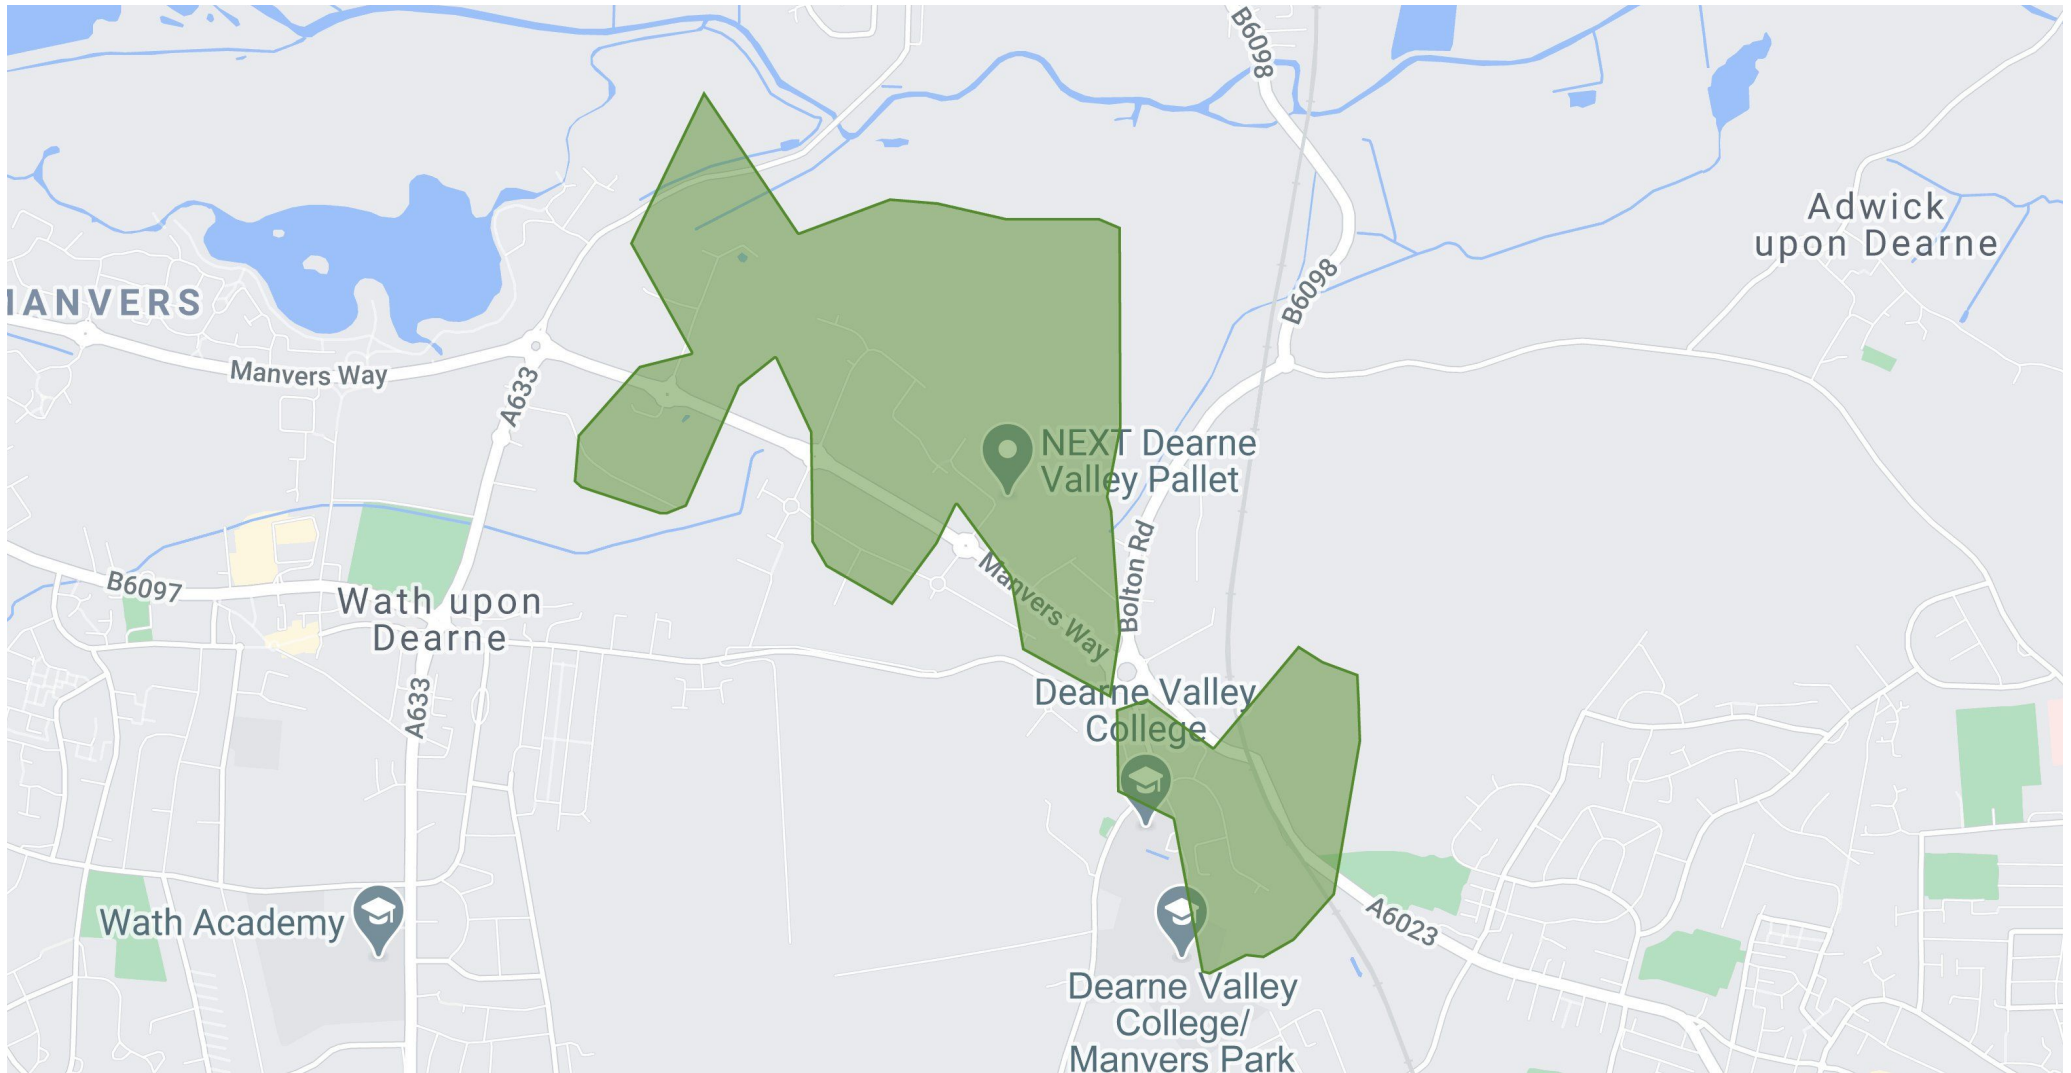 B6098
Adwick
upon Dearne
B6098
MANVERS
Manvers Way
A633
NEXT Dearne
Valley Pallet
Bolton Rd
Manvers Way
B6097
Wath upon
Dearne
A633
Dearne Valley
College
Wath Academy
A6023
Dearne Valley
College/
Manvers Park